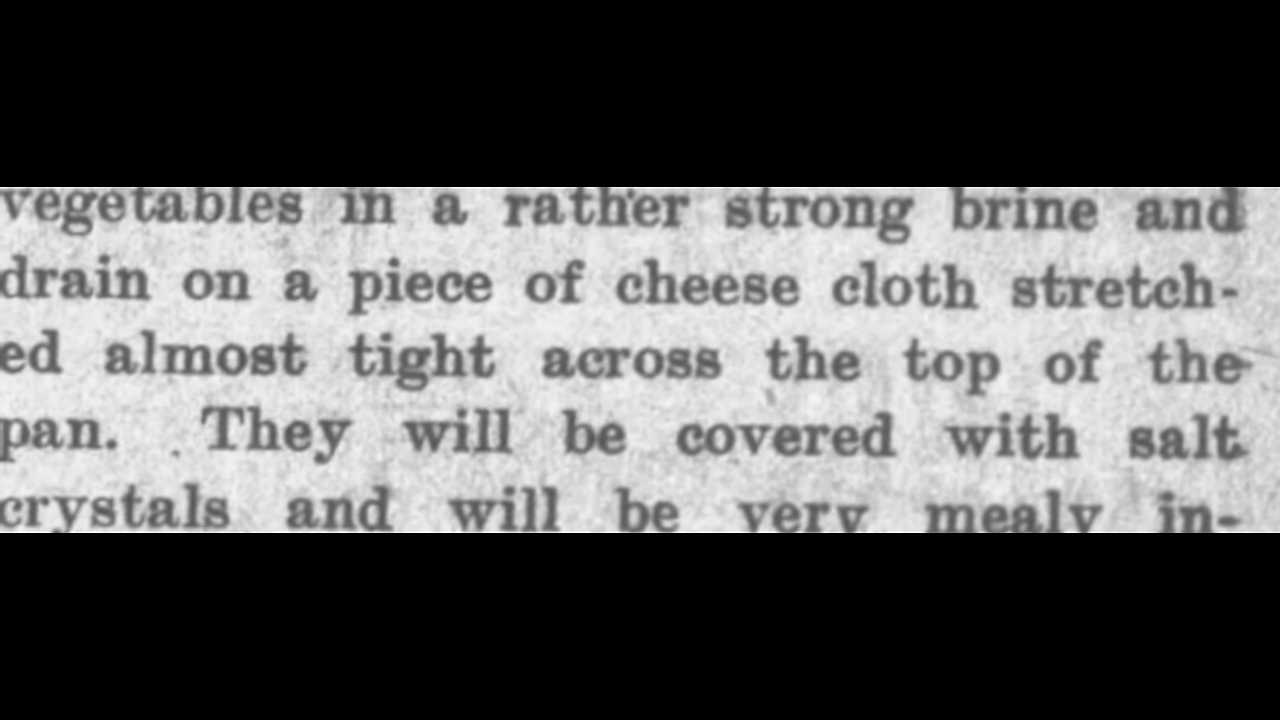 vegetables in a rather strong brine and
drain on a piece of cheese cloth stretch-
ed almost tight across the top of the
pan. They will be covered with salt
crystals and will be very mealy in-